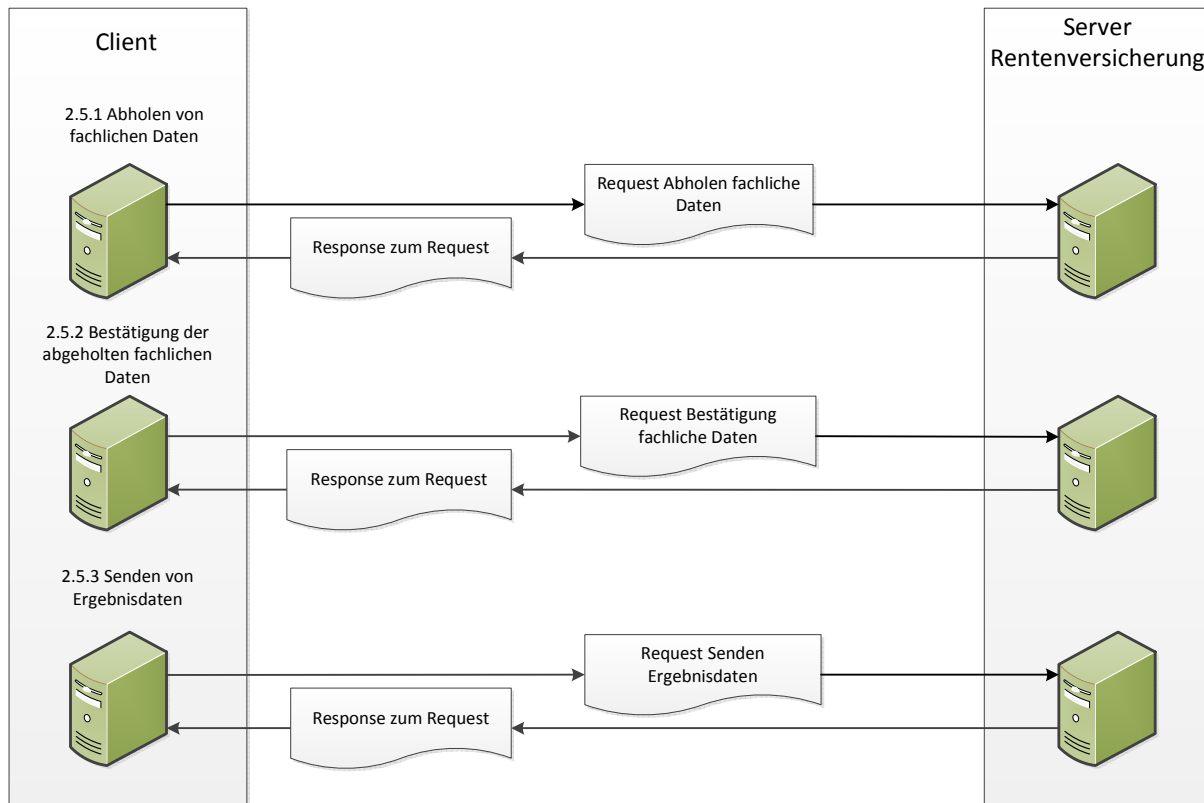 Client
Server
Rentenversicherung
2.5.1 Abholen von
fachlichen Daten
Request Abholen fachliche
Daten
Response zum Request
2.5.2 Bestätigung der
abgeholten fachlichen
Daten
Request Bestätigung
fachliche Daten
Response zum Request
2.5.3 Senden von
Ergebnisdaten
Request Senden
Ergebnisdaten
Response zum Request